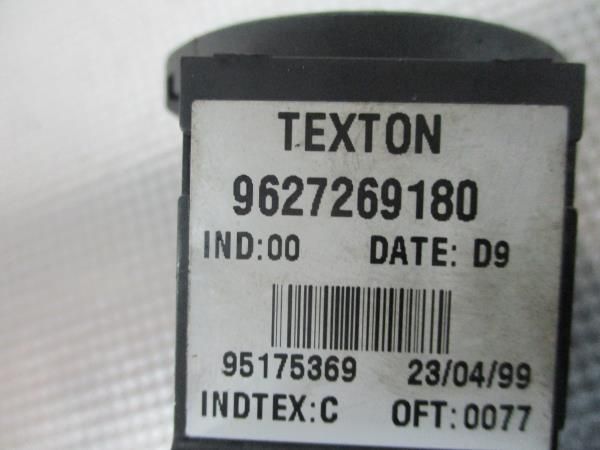 TEXTON
9627269180
IND:00 DATE: D9
95175369 23/04/99
INDTEX:C OFT:0077